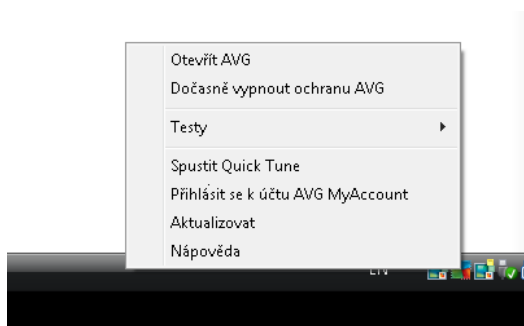 Otevřít AVG
Dočasně vypnout ochranu AVG
Testy
Spustit Quick Tune
Přihlásit se k účtu AVG MyAccount
Aktualizovat
Nápověda